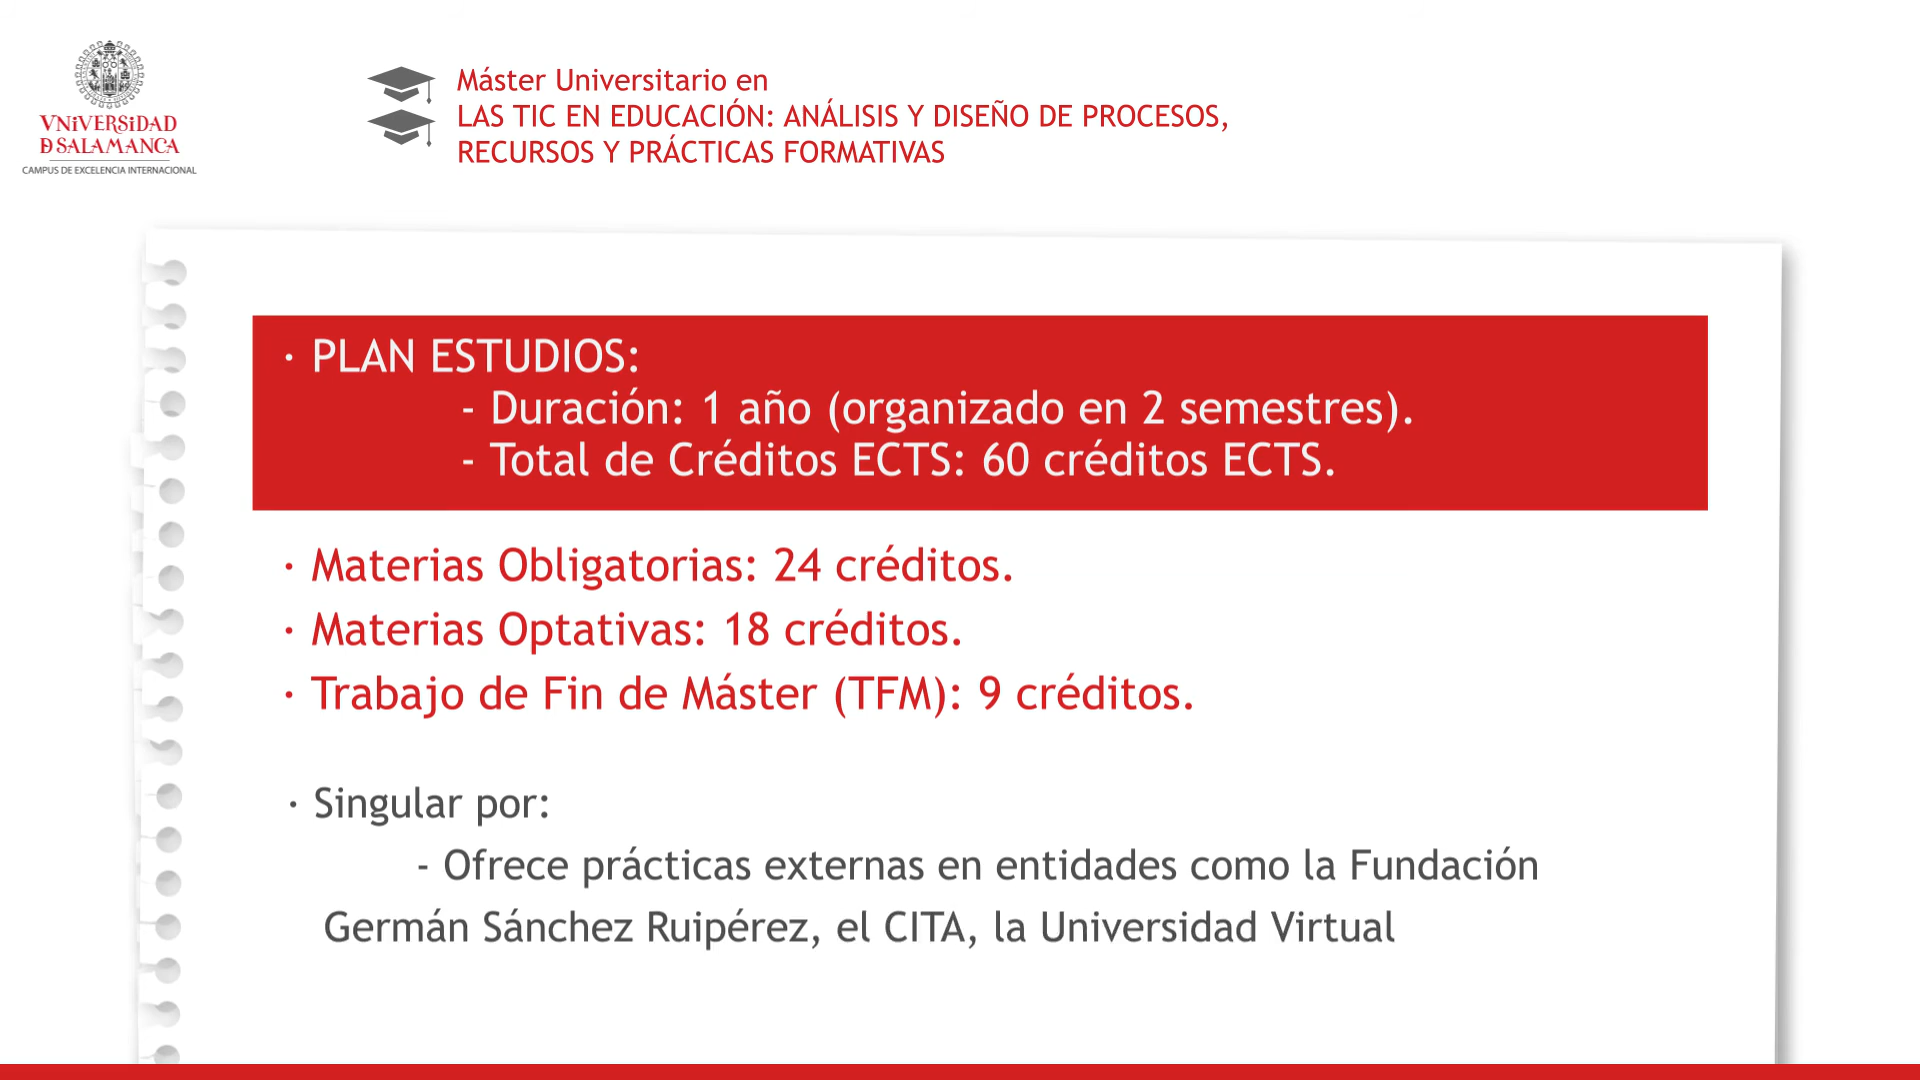 VNiVERSiDAD
D SALAMANCA
CAMPUS DE EXCELENCIA INTERNACIONAL
Máster Universitario en
LAS TIC EN EDUCACIÓN: ANÁLISIS Y DISEÑO DE PROCESOS,
RECURSOS Y PRÁCTICAS FORMATIVAS
· PLAN ESTUDIOS:
- Duración: 1 año (organizado en 2 semestres).
- Total de Créditos ECTS: 60 créditos ECTS.
· Materias Obligatorias: 24 créditos.
· Materias Optativas: 18 créditos.
· Trabajo de Fin de Máster (TFM): 9 créditos.
· Singular por:
- Ofrece prácticas externas en entidades como la Fundación
Germán Sánchez Ruipérez, el CITA, la Universidad Virtual